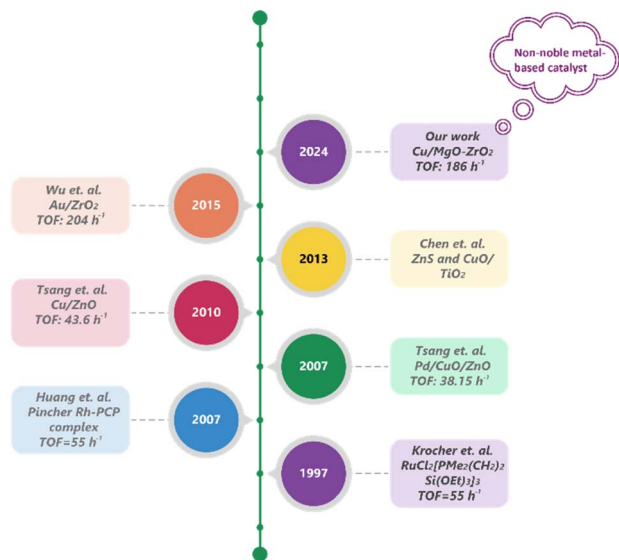 Non-noble metal-
based catalyst
2024
Our work
Cu/MgO-ZrO₂
TOF: 186 h⁻¹
Wu et. al.
Au/ZrO₂
TOF: 204 h⁻¹
2015
2013
Chen et. al.
ZnS and CuO/
TiO₂
Tsang et. al.
Cu/ZnO
TOF: 43.6 h⁻¹
2010
2007
Tsang et. al.
Pd/CuO/ZnO
TOF: 38.15 h⁻¹
Huang et. al.
Pincher Rh-PCP
complex
TOF=55 h⁻¹
2007
1997
Krocher et. al.
RuCl₂[PMe₂(CH₂)₂
Si(OEt)₃]₃
TOF=55 h⁻¹